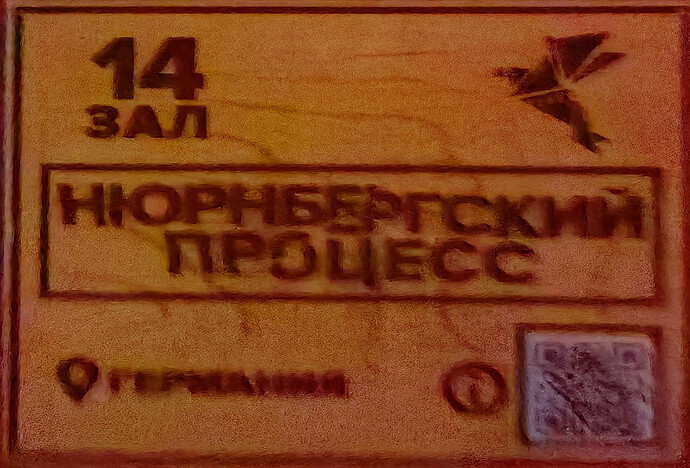 14
ЗАЛ
НЮРНБЕРГСКИЙ
ПРОЦЕСС
ГЕРМАНИЯ